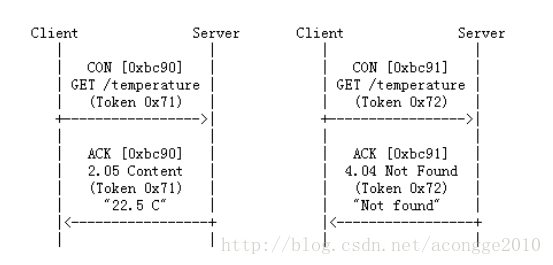 Client Server
CON [0xbc90]
GET /temperature
(Token 0x71)
ACK [0xbc90]
2.05 Content
(Token 0x71)
"22.5 C"
Client Server
CON [0xbc91]
GET /temperature
(Token 0x72)
ACK [0xbc91]
4.04 Not Found
(Token 0x72)
"Not found"
http://blog.csdn.net/acongge2010